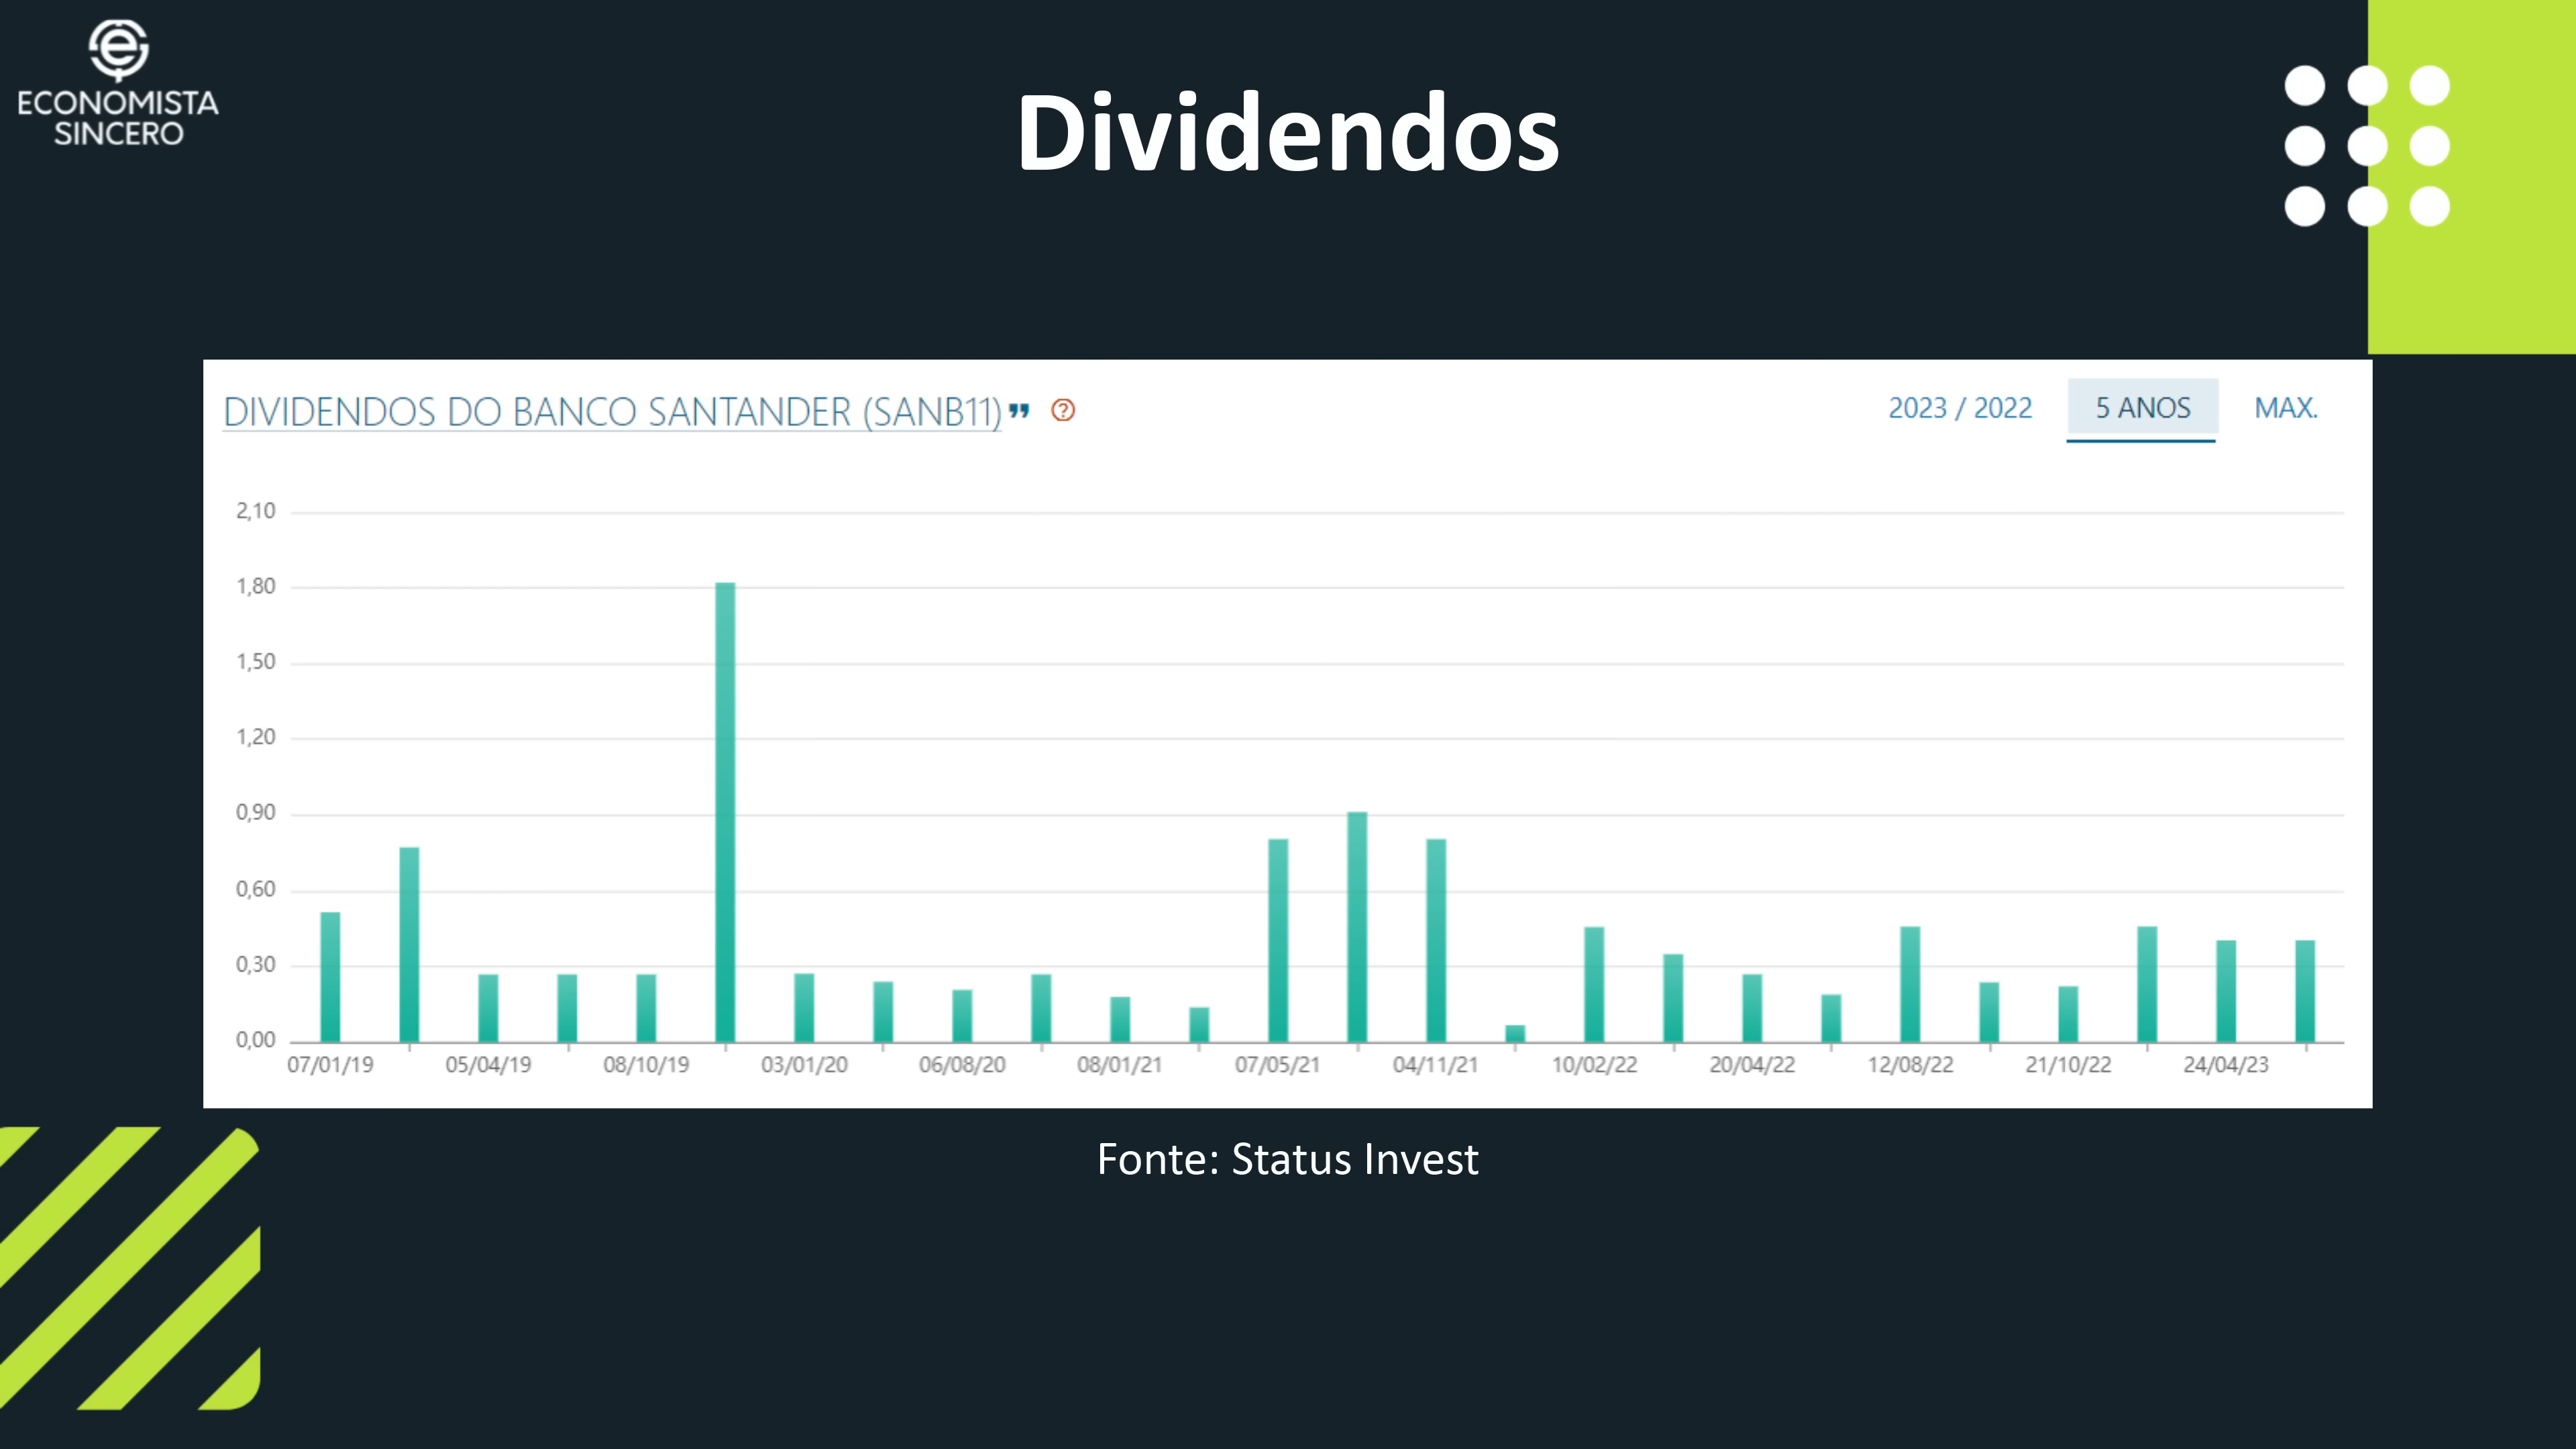 ECONOMISTA
SINCERO
Dividendos
DIVIDENDOS DO BANCO SANTANDER (SANB11)
2023 / 2022 5 ANOS MAX.
2,10
1,80
1,50
1,20
0,90
0,60
0,30
0,00
07/01/19 05/04/19 08/10/19 03/01/20 06/08/20 08/01/21 07/05/21 04/11/21 10/02/22 20/04/22 12/08/22 21/10/22 24/04/23
Fonte: Status Invest